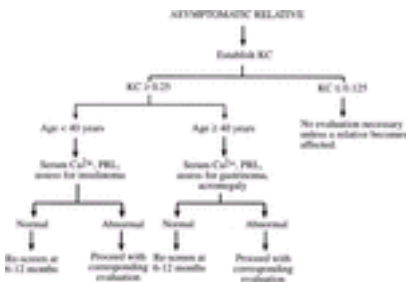 ASYMPTOMATIC RELATIVE
Establish KC
KC ≥ 0.25
KC ≤ 0.125
Age < 40 years
Age ≥ 40 years
No evaluation necessary
unless a relative becomes
affected.
Serum Ca2+, PRL,
assess for insulinoma
Serum Ca2+, PRL,
assess for gastrinoma,
acromegaly
Normal
Abnormal
Normal
Abnormal
Re-screen at
6-12 months
Proceed with
corresponding
evaluation
Re-screen at
6-12 months
Proceed with
corresponding
evaluation